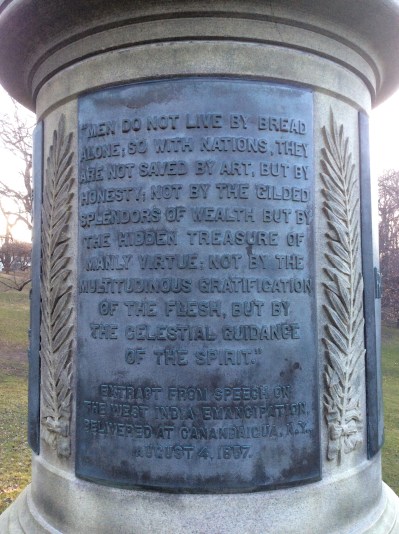 "MEN DO NOT LIVE BY BREAD
ALONE; SO WITH NATIONS, THEY
ARE NOT SAVED BY ART, BUT BY
HONESTY; NOT BY THE GILDED
SPLENDORS OF WEALTH BUT BY
THE HIDDEN TREASURE OF
MANLY VIRTUE; NOT BY THE
MULTITUDINOUS GRATIFICATION
OF THE FLESH, BUT BY
THE CELESTIAL GUIDANCE
OF THE SPIRIT."
EXTRACT FROM SPEECH ON
THE WEST INDIA EMANCIPATION,
DELIVERED AT CANANDAIGUA, N.Y.
AUGUST 4, 1857.